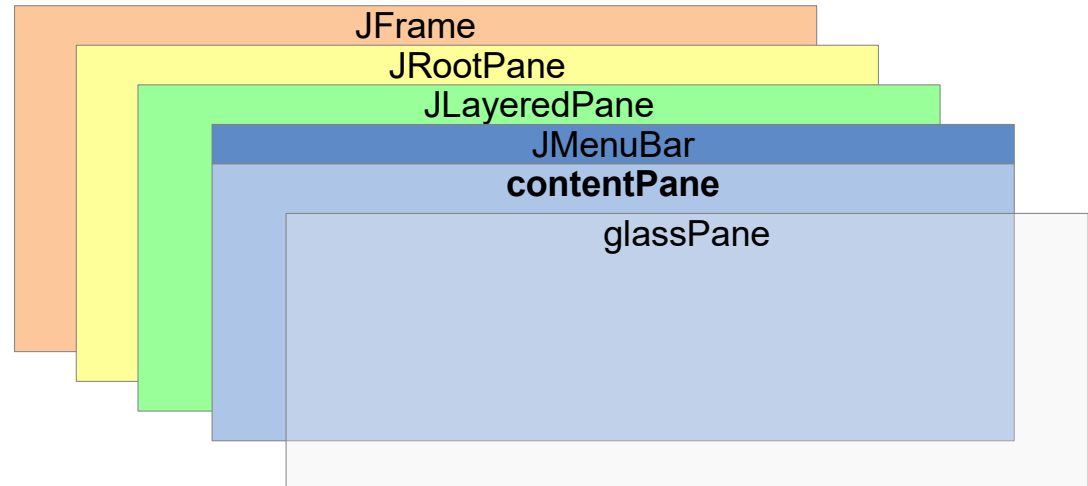 JFrame
JRootPane
JLayeredPane
JMenuBar
contentPane
glassPane